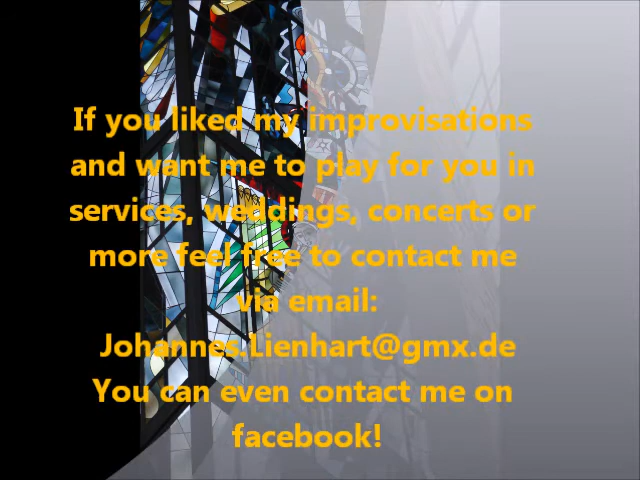 If you liked my improvisations
and want me to play for you in
services, weddings, concerts or
more feel free to contact me
via email:
Johannes.Lienhart@gmx.de
You can even contact me on
facebook!